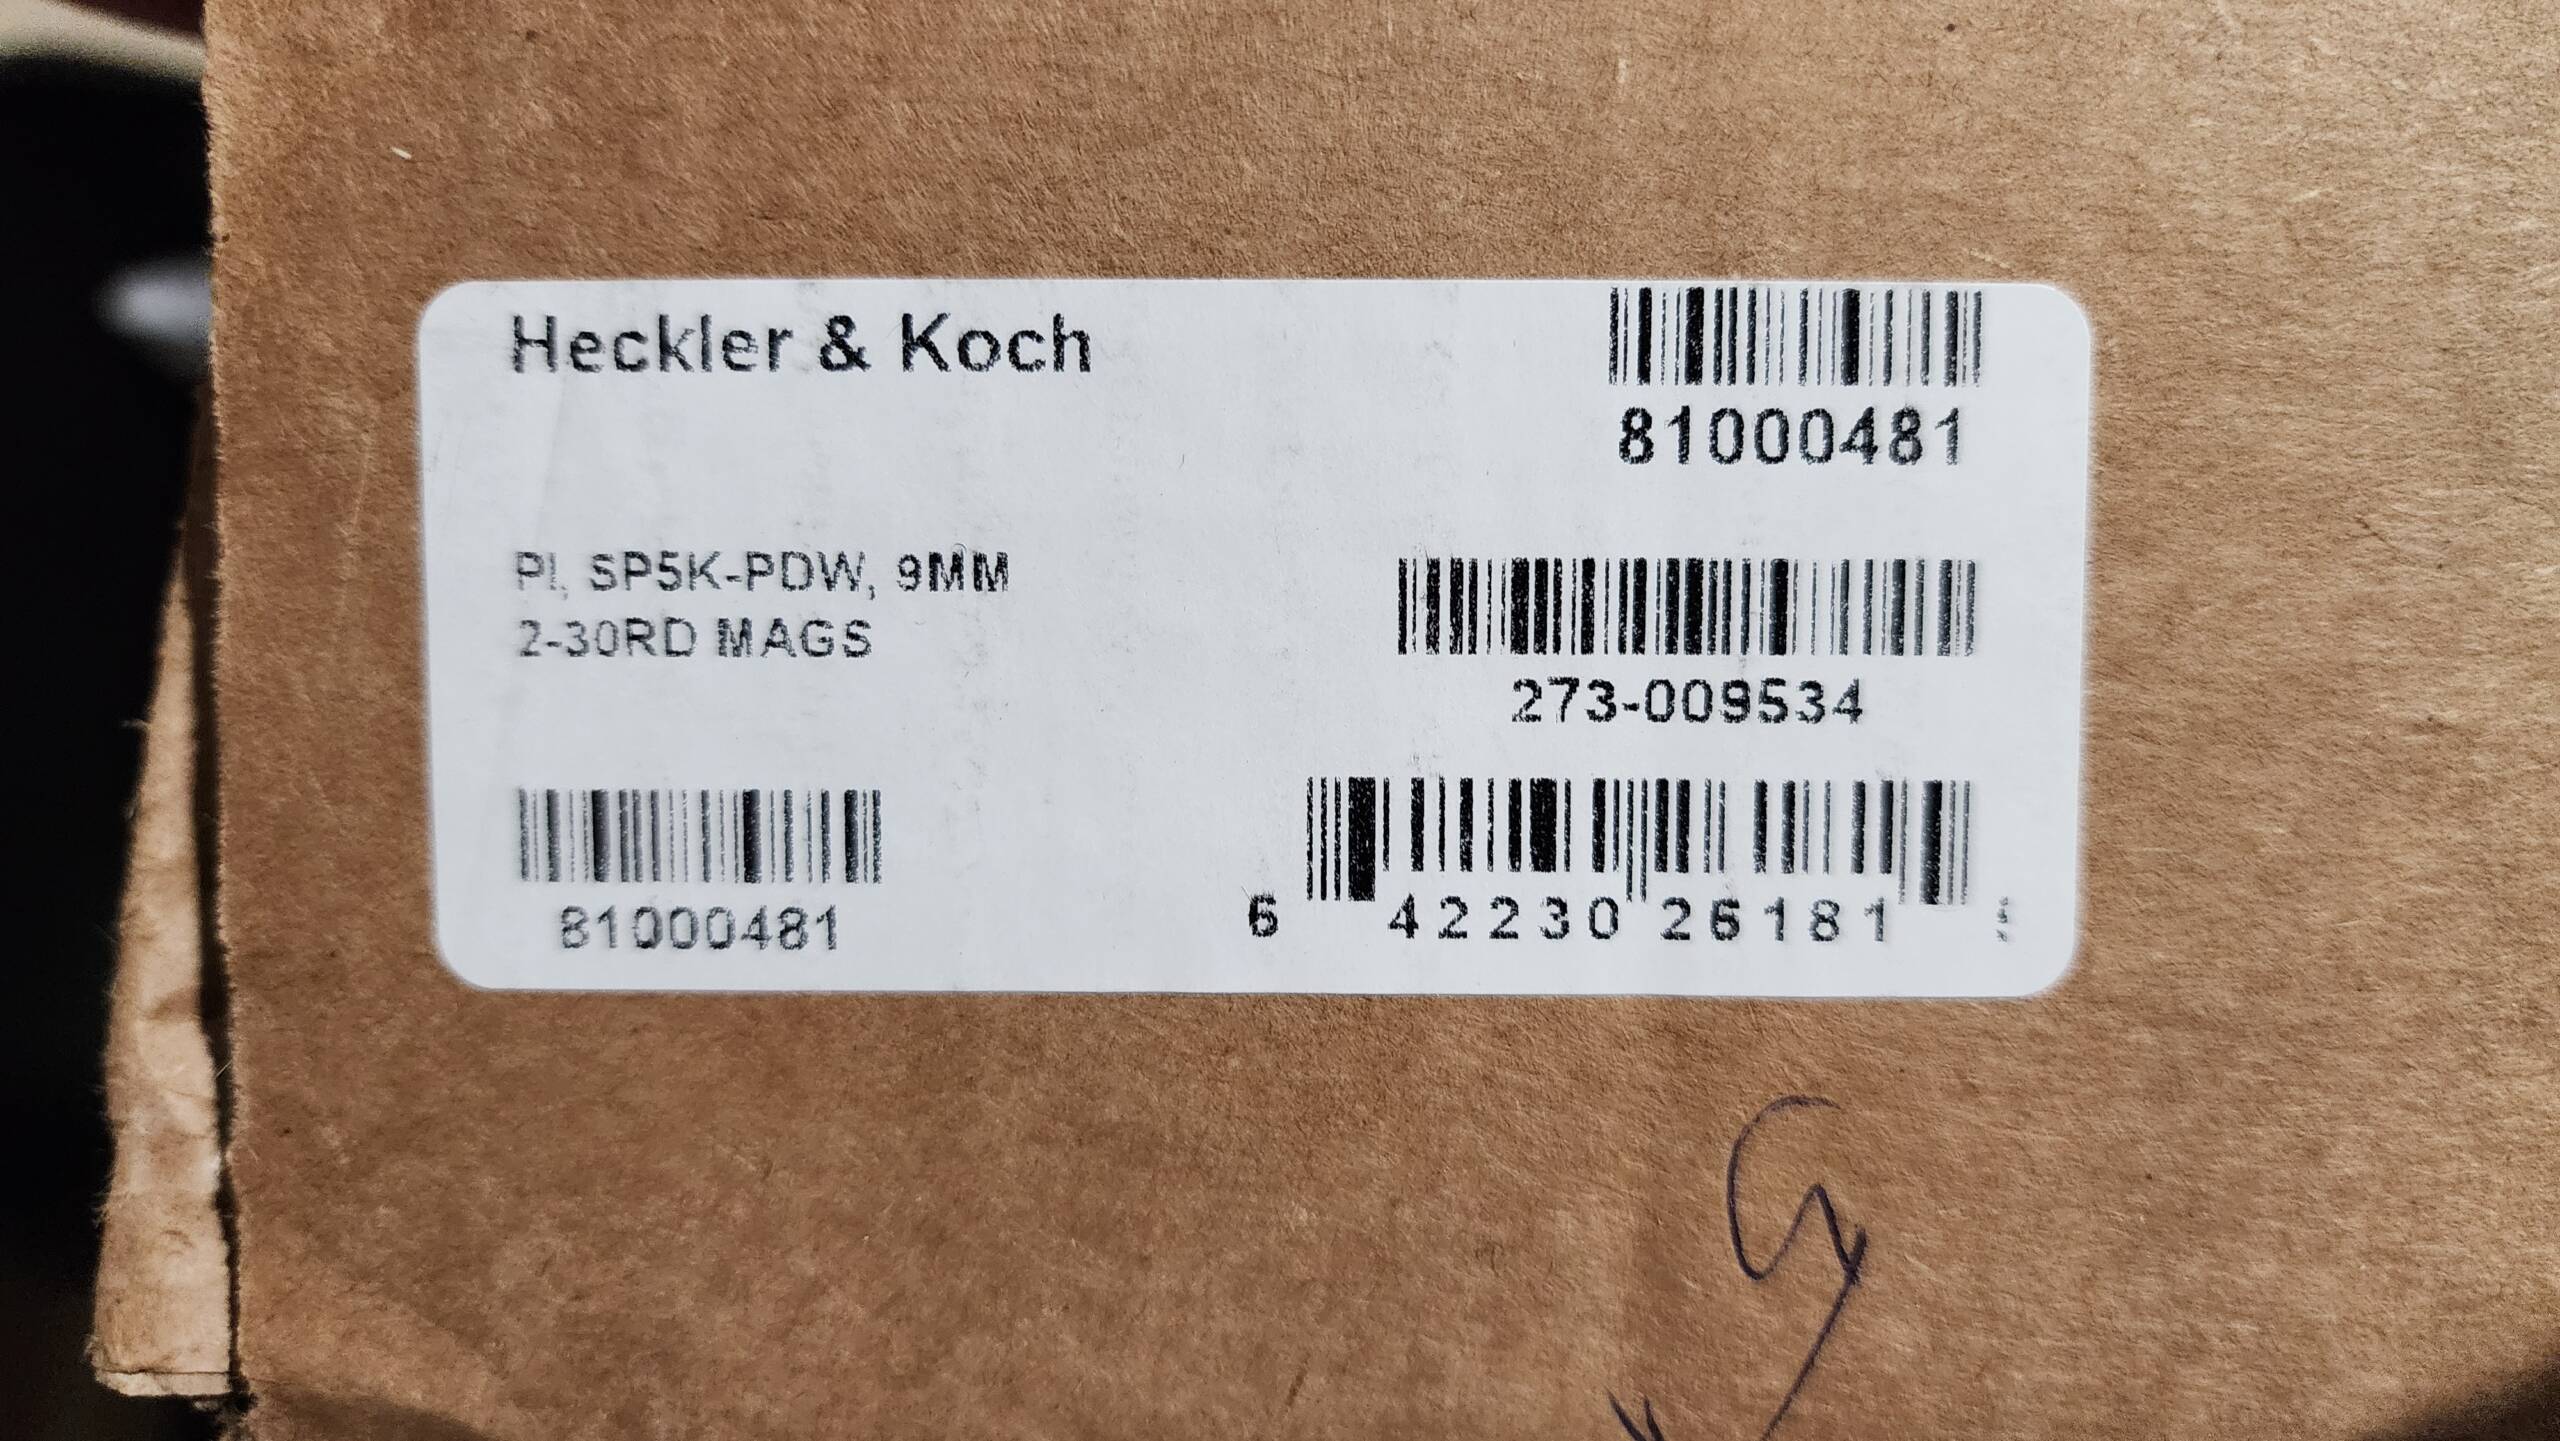 Heckler & Koch
81000481
PI, SP5K-PDW, 9MM
2-30RD MAGS
273-009534
81000481
6 42230 26181